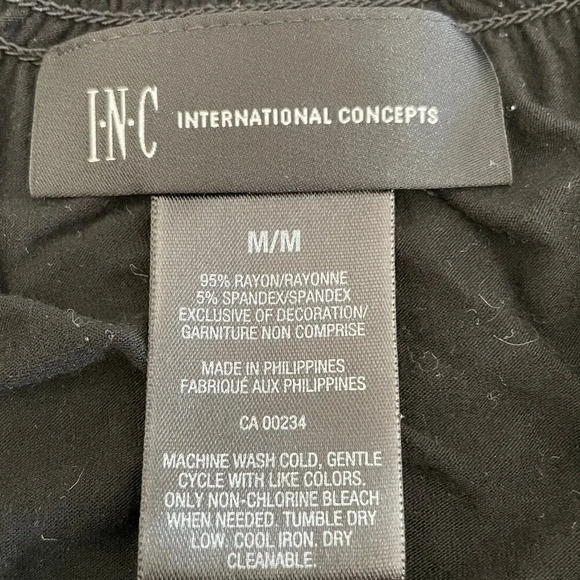 I·N·C INTERNATIONAL CONCEPTS
M/M
95% RAYON/RAYONNE
5% SPANDEX/SPANDEX
EXCLUSIVE OF DECORATION/
GARNITURE NON COMPRISE
MADE IN PHILIPPINES
FABRIQUÉ AUX PHILIPPINES
CA 00234
MACHINE WASH COLD, GENTLE
CYCLE WITH LIKE COLORS.
ONLY NON-CHLORINE BLEACH
WHEN NEEDED. TUMBLE DRY
LOW. COOL IRON. DRY
CLEANABLE.